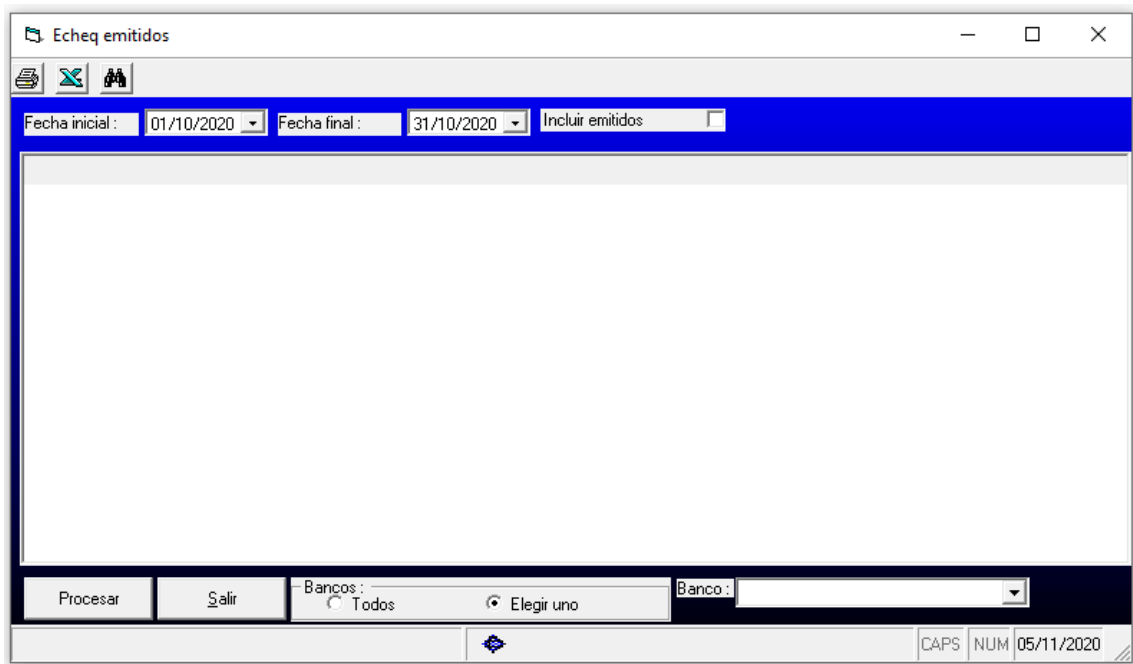 Echeq emitidos
Fecha inicial : 01/10/2020 Fecha final : 31/10/2020 Incluir emitidos
Procesar Salir Bancos : Todos Elegir uno Banco :
CAPS NUM 05/11/2020